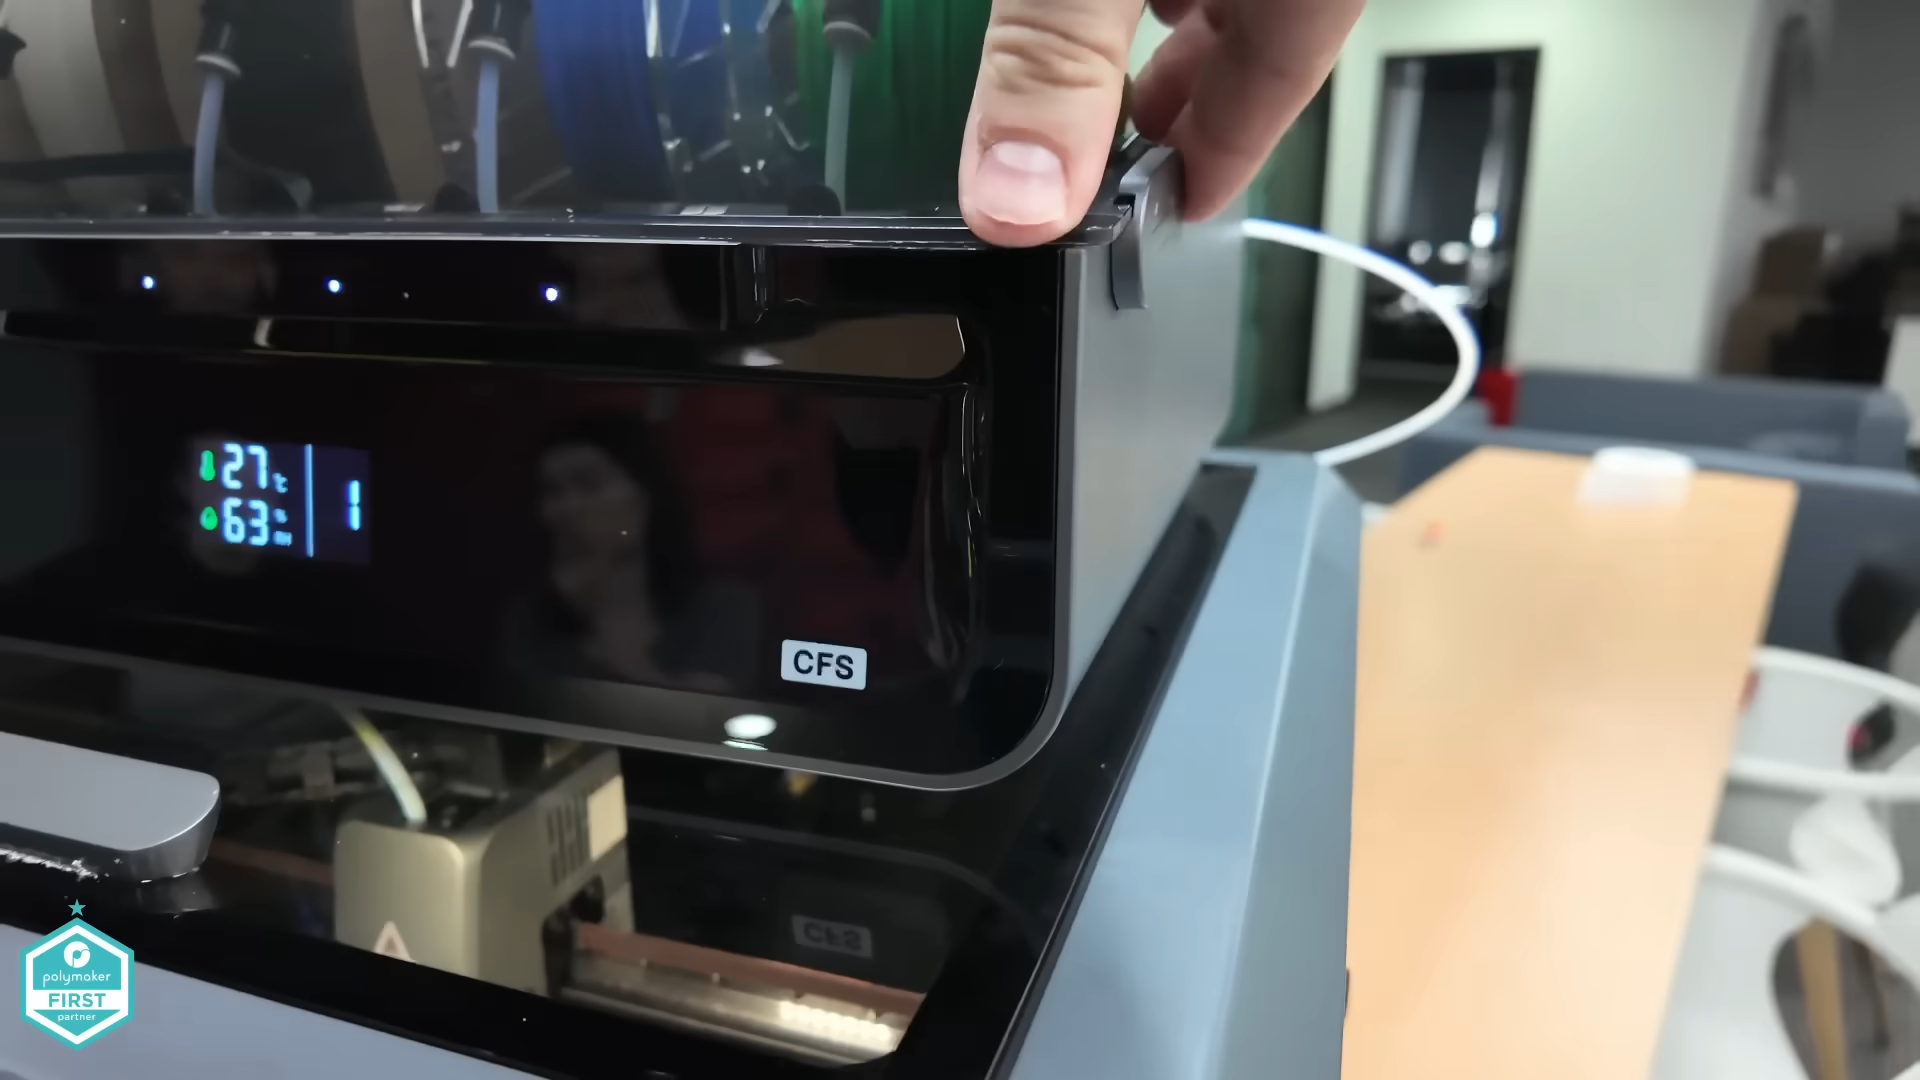 27 °C
63 % RH
1
CFS
polymaker
FIRST
partner